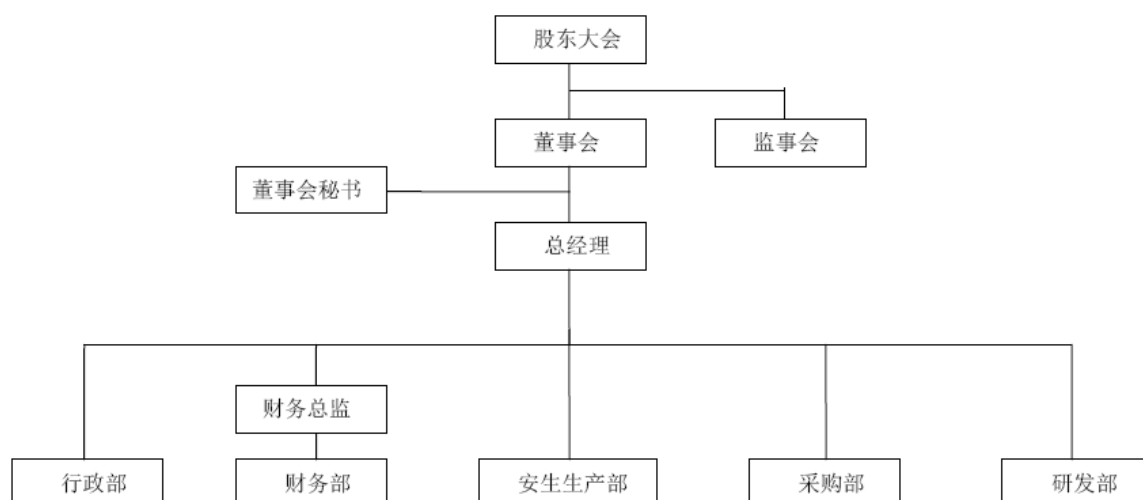 股东大会
董事会
监事会
董事会秘书
总经理
财务总监
行政部
财务部
安生生产部
采购部
研发部